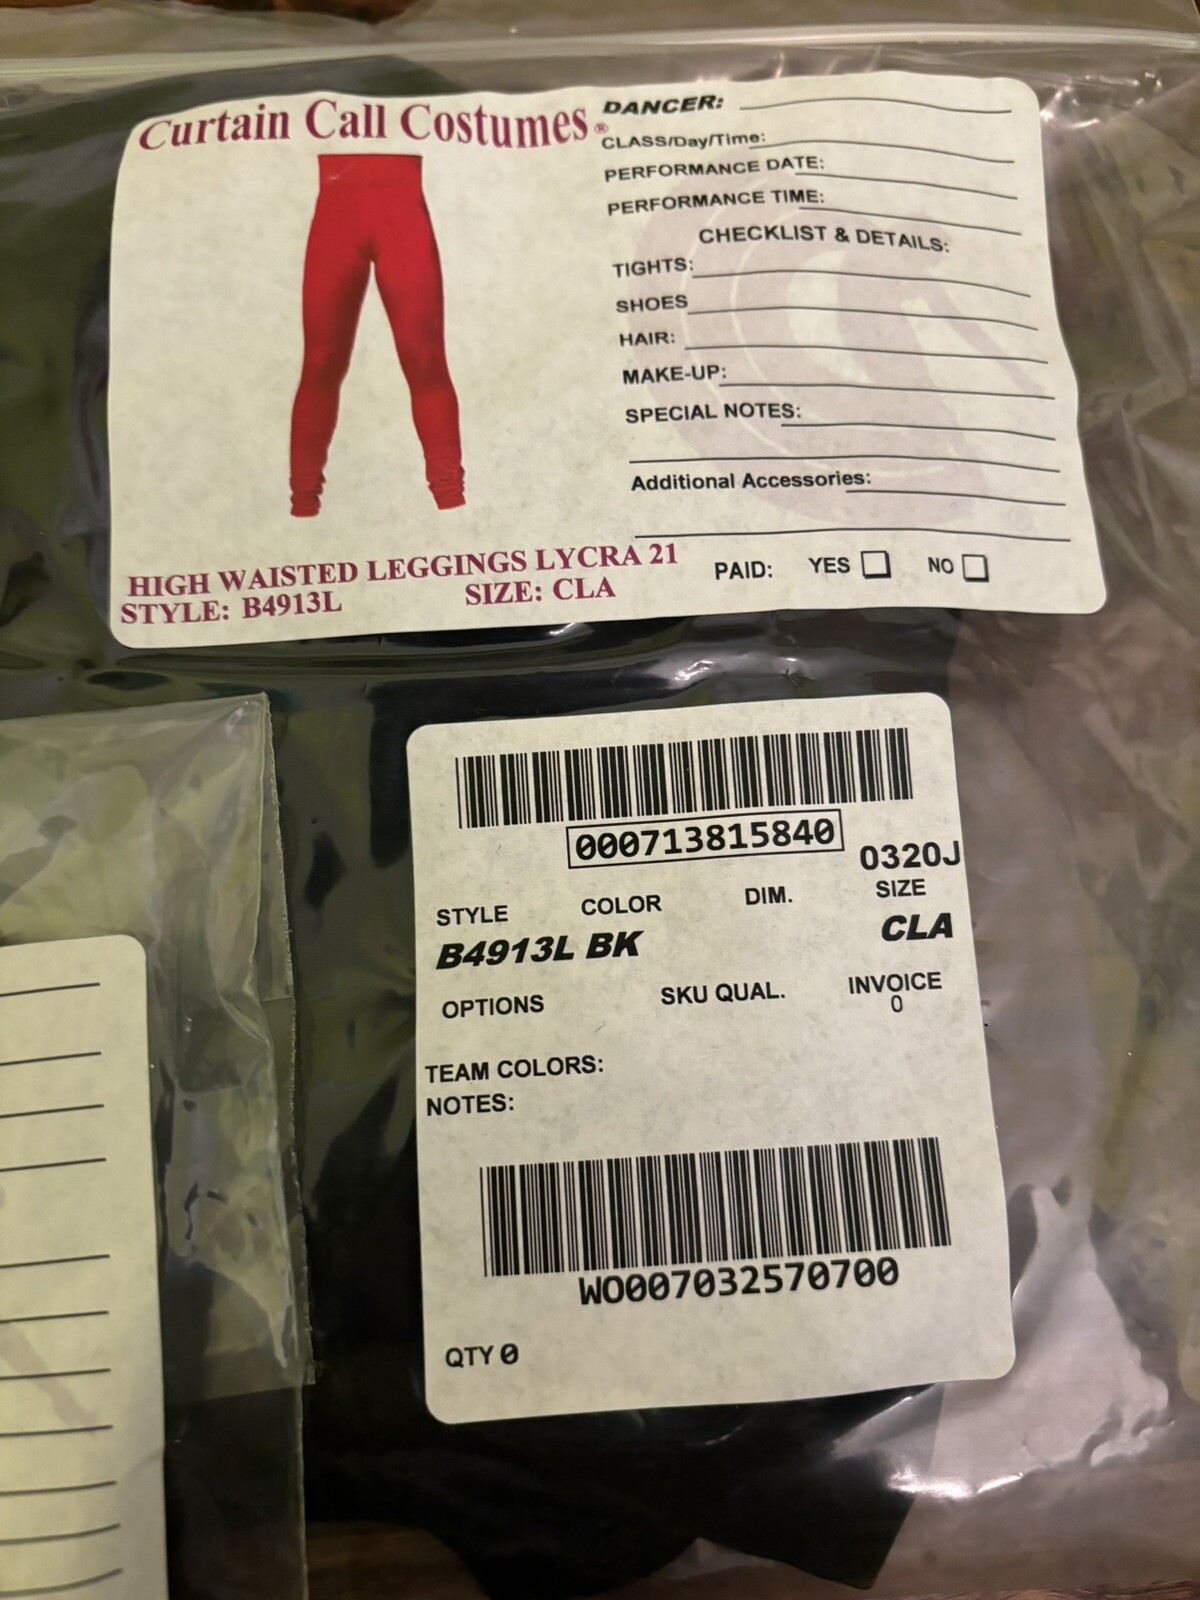 Curtain Call Costumes®
HIGH WAISTED LEGGINGS LYCRA 21
STYLE: B4913L SIZE: CLA
DANCER:
CLASS/Day/Time:
PERFORMANCE DATE:
PERFORMANCE TIME:
CHECKLIST & DETAILS:
TIGHTS:
SHOES
HAIR:
MAKE-UP:
SPECIAL NOTES:
Additional Accessories:
PAID: YES NO
000713815840
0320J
STYLE COLOR DIM. SIZE
B4913L BK CLA
OPTIONS SKU QUAL. INVOICE
0
TEAM COLORS:
NOTES:
WO007032570700
QTY 0